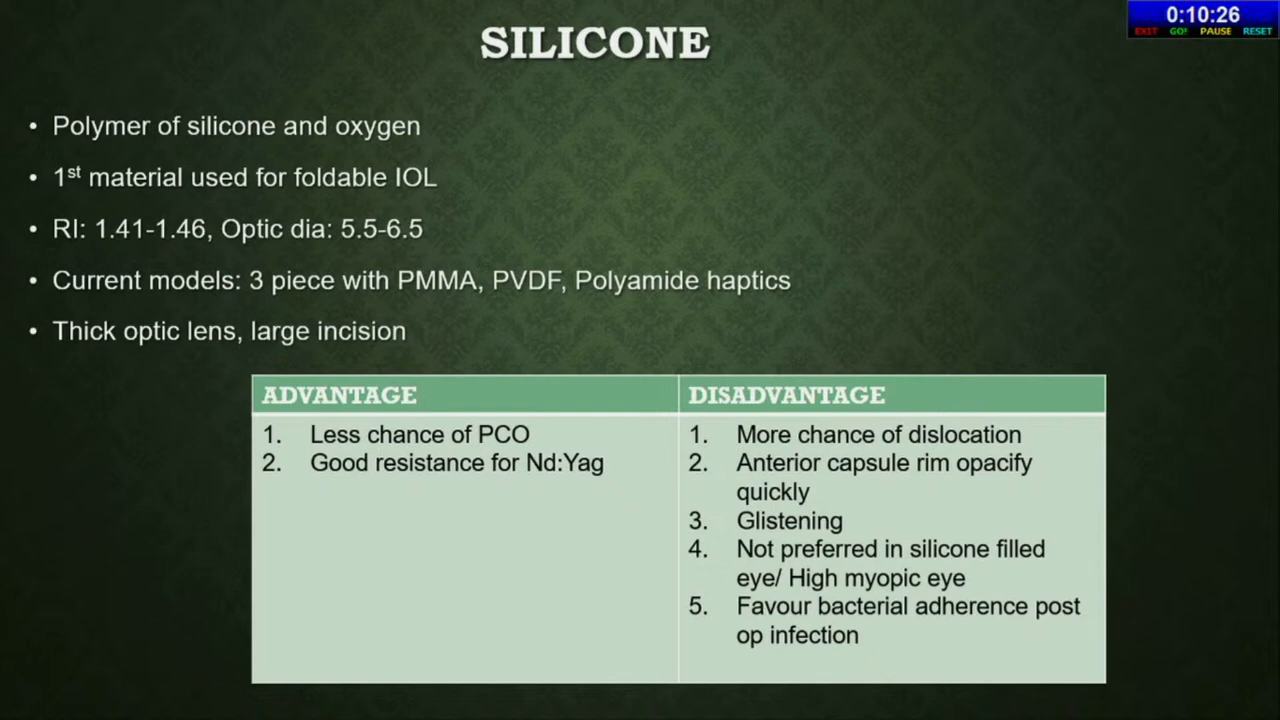 SILICONE
0:10:26
EXIT GO! PAUSE RESET
• Polymer of silicone and oxygen
• 1st material used for foldable IOL
• RI: 1.41-1.46, Optic dia: 5.5-6.5
• Current models: 3 piece with PMMA, PVDF, Polyamide haptics
• Thick optic lens, large incision
ADVANTAGE
1. Less chance of PCO
2. Good resistance for Nd:Yag
DISADVANTAGE
1. More chance of dislocation
2. Anterior capsule rim opacify
quickly
3. Glistening
4. Not preferred in silicone filled
eye/ High myopic eye
5. Favour bacterial adherence post
op infection